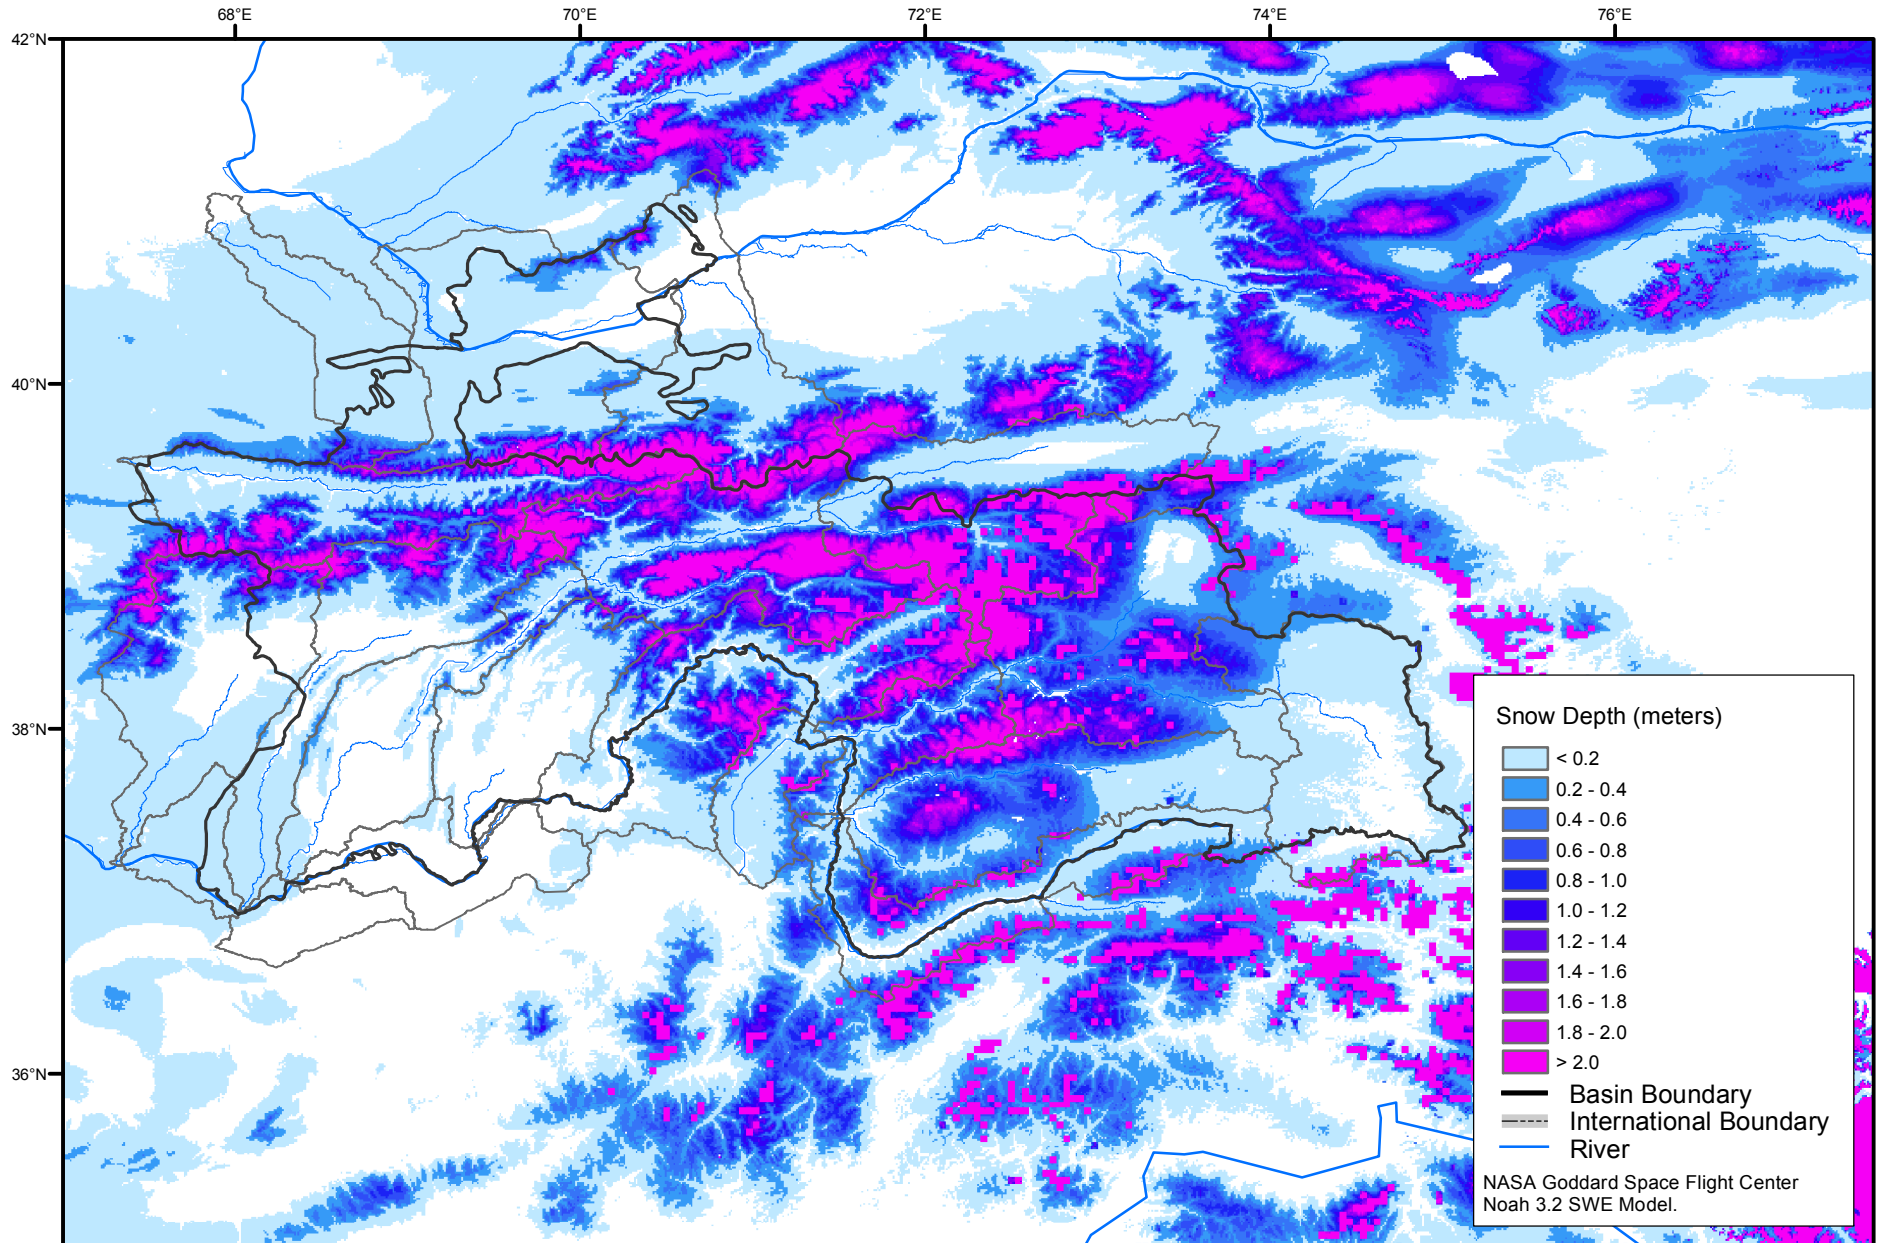 68°E 70°E 72°E 74°E 76°E
42°N
40°N
38°N
36°N
Snow Depth (meters)
< 0.2
0.2 - 0.4
0.4 - 0.6
0.6 - 0.8
0.8 - 1.0
1.0 - 1.2
1.2 - 1.4
1.4 - 1.6
1.6 - 1.8
1.8 - 2.0
> 2.0
Basin Boundary
International Boundary
River
NASA Goddard Space Flight Center
Noah 3.2 SWE Model.